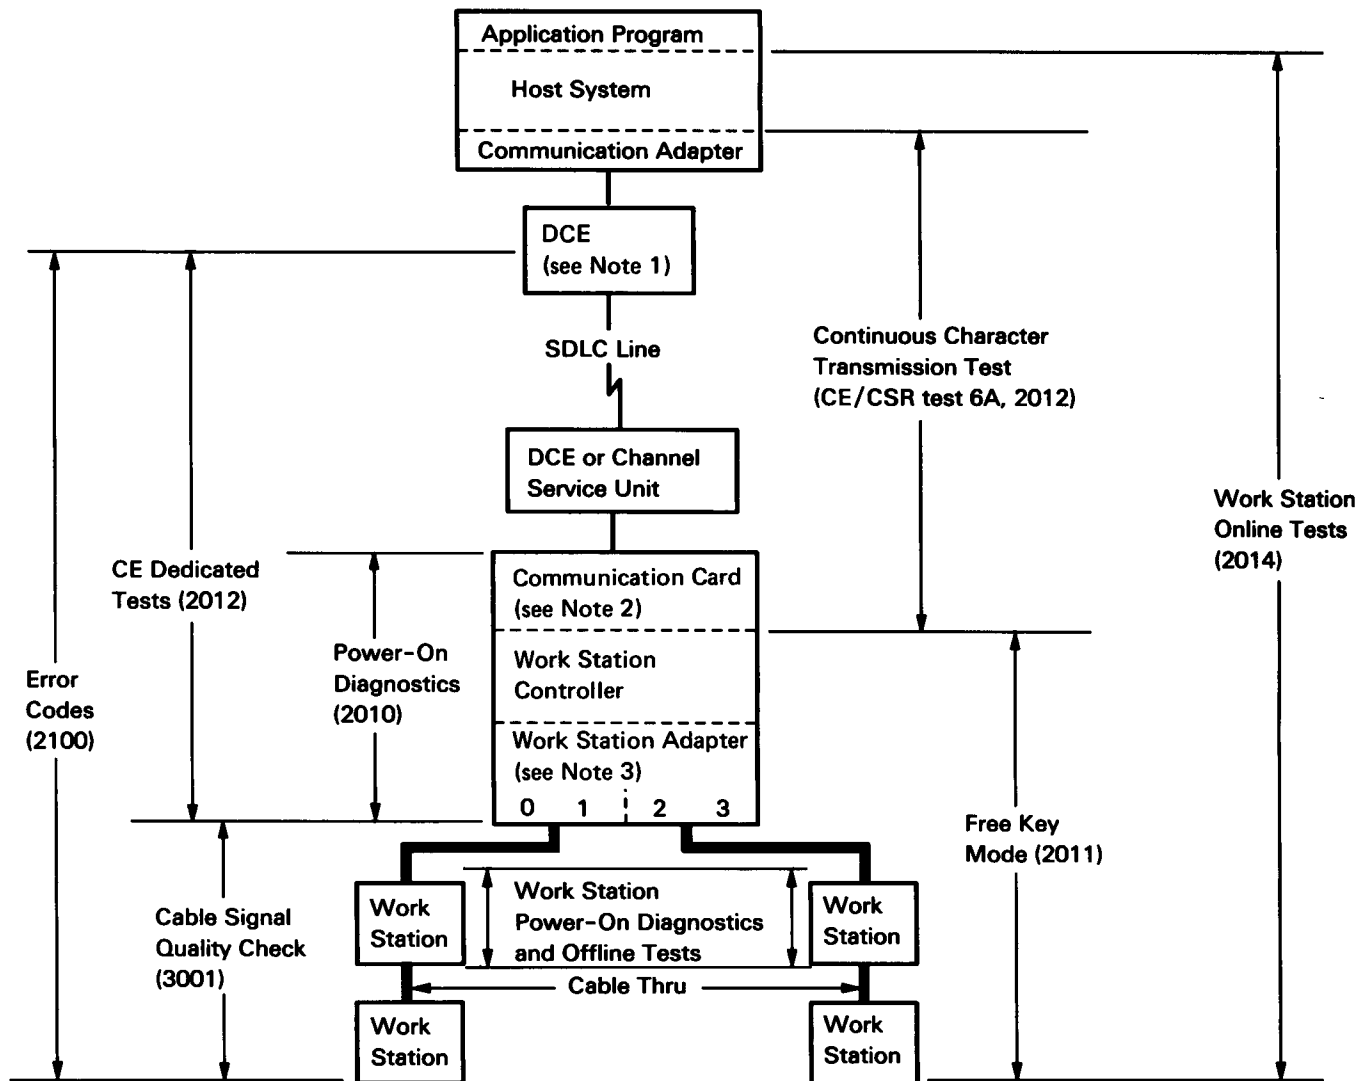 Application Program
Host System
Communication Adapter
DCE
(see Note 1)
SDLC Line
Continuous Character
Transmission Test
(CE/CSR test 6A, 2012)
DCE or Channel
Service Unit
Work Station
Online Tests
(2014)
CE Dedicated
Tests (2012)
Communication Card
(see Note 2)
Power-On
Diagnostics
(2010)
Work Station
Controller
Error
Codes
(2100)
Work Station Adapter
(see Note 3)
0 1 2 3
Free Key
Mode (2011)
Cable Signal
Quality Check
(3001)
Work
Station
Work Station
Power-On Diagnostics
and Offline Tests
Work
Station
Cable Thru
Work
Station
Work
Station